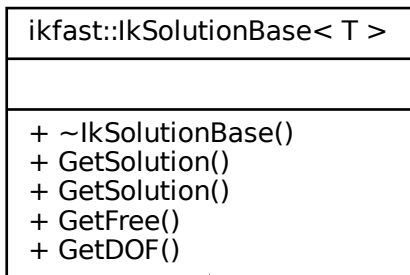 ikfast::IkSolutionBase< T >
+ ~IkSolutionBase()
+ GetSolution()
+ GetSolution()
+ GetFree()
+ GetDOF()